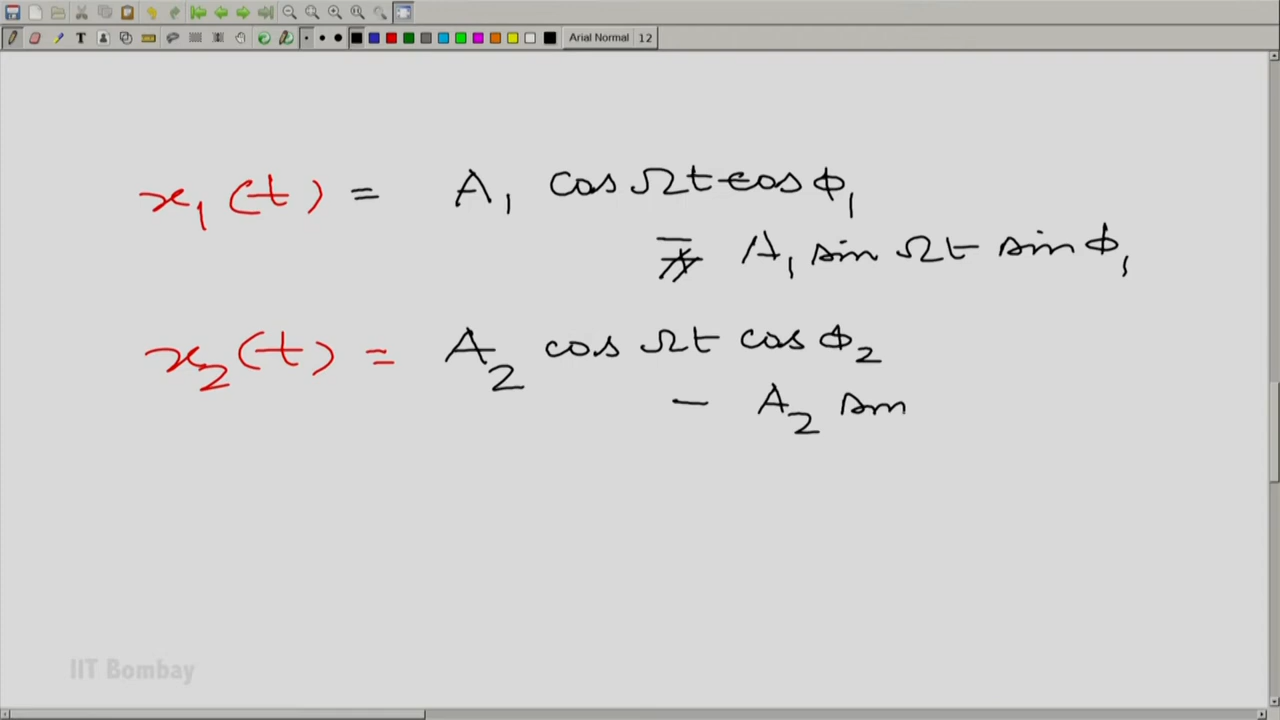 Arial Normal 12
x₁(t) = A₁ cos Ωt cos ϕ₁
− A₁ sin Ωt sin ϕ₁
x₂(t) = A₂ cos Ωt cos ϕ₂
− A₂ sin
IIT Bombay